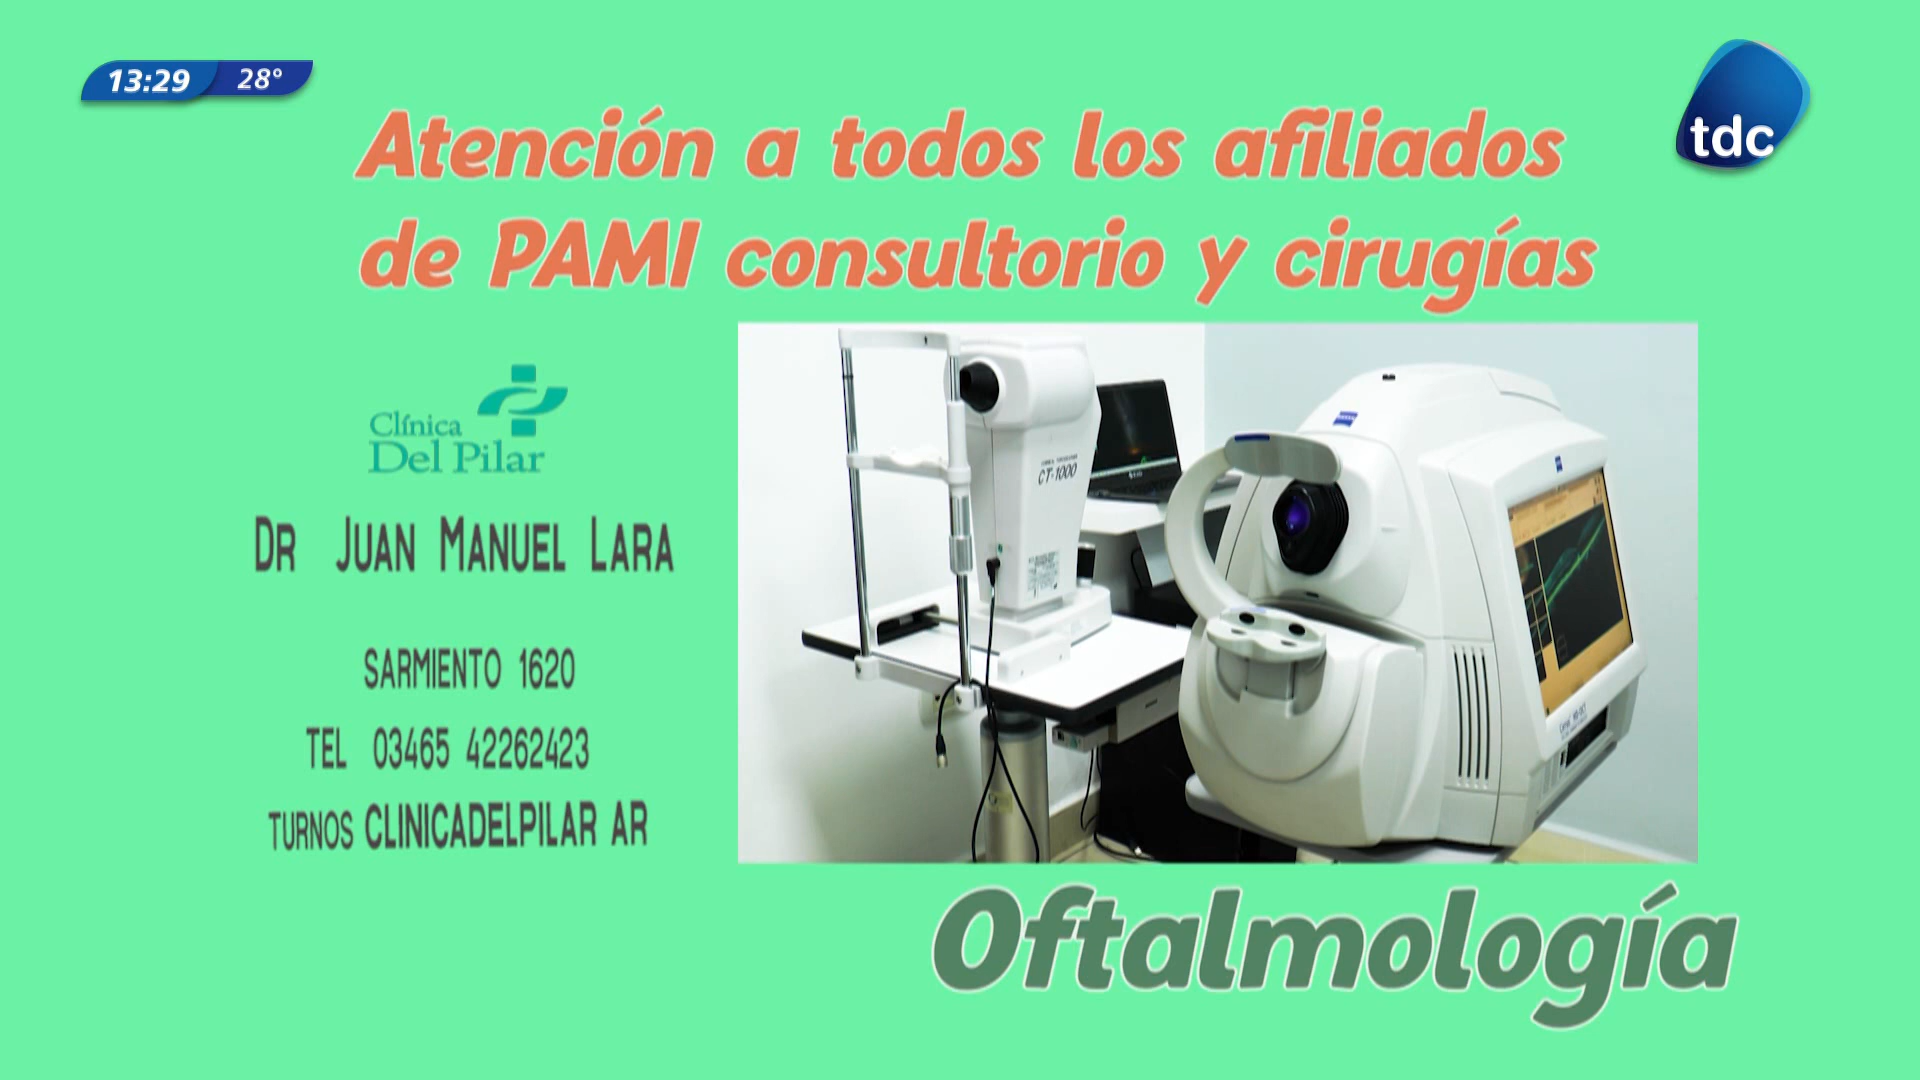 13:29 28°
tdc
Atención a todos los afiliados
de PAMI consultorio y cirugías
Clínica
Del Pilar
DR JUAN MANUEL LARA
SARMIENTO 1620
TEL 03465 42262423
TURNOS CLINICADELPILAR AR
CT-1000
Oftalmología